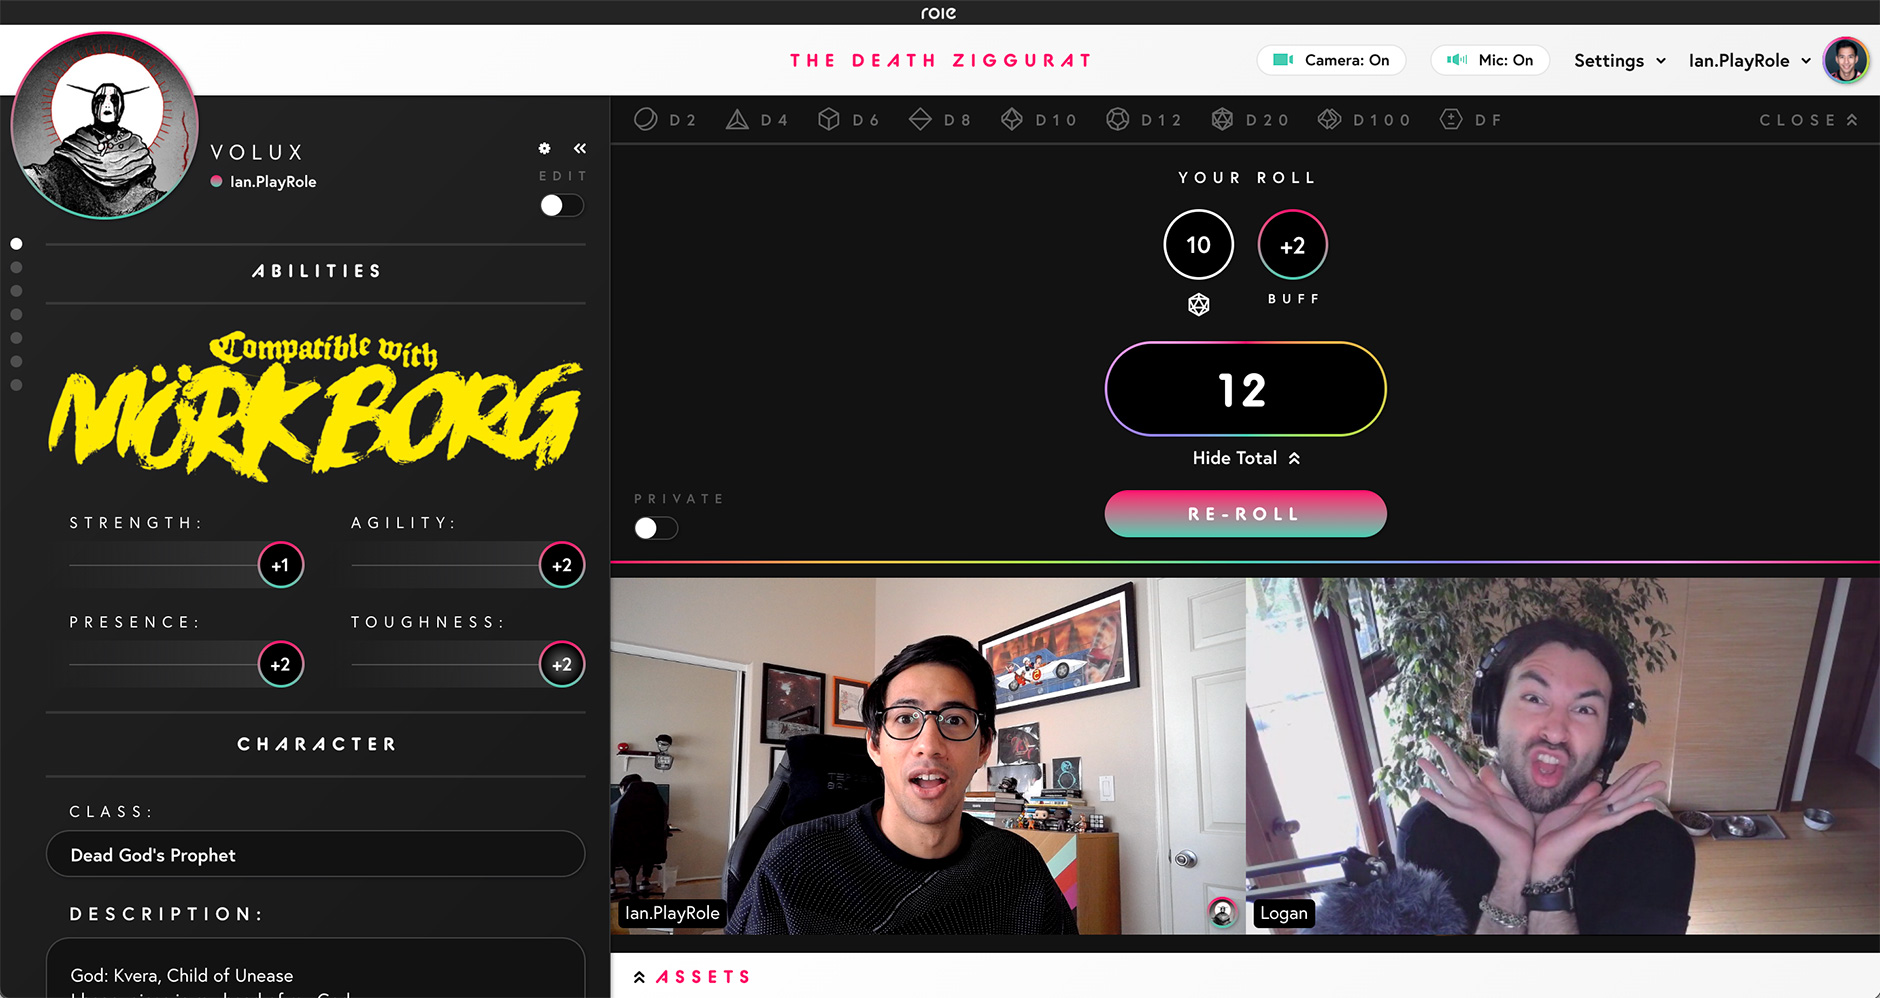 role
THE DEATH ZIGGURAT
Camera: On
Mic: On
Settings
Ian.PlayRole
VOLUX
Ian.PlayRole
EDIT
ABILITIES
Compatible with
MÖRK BORG
STRENGTH:
+1
AGILITY:
+2
PRESENCE:
+2
TOUGHNESS:
+2
CHARACTER
CLASS:
Dead God's Prophet
DESCRIPTION:
God: Kvera, Child of Unease
D2 D4 D6 D8 D10 D12 D20 D100 DF
CLOSE
YOUR ROLL
10
+2
BUFF
12
Hide Total
PRIVATE
RE-ROLL
Ian.PlayRole
Logan
ASSETS